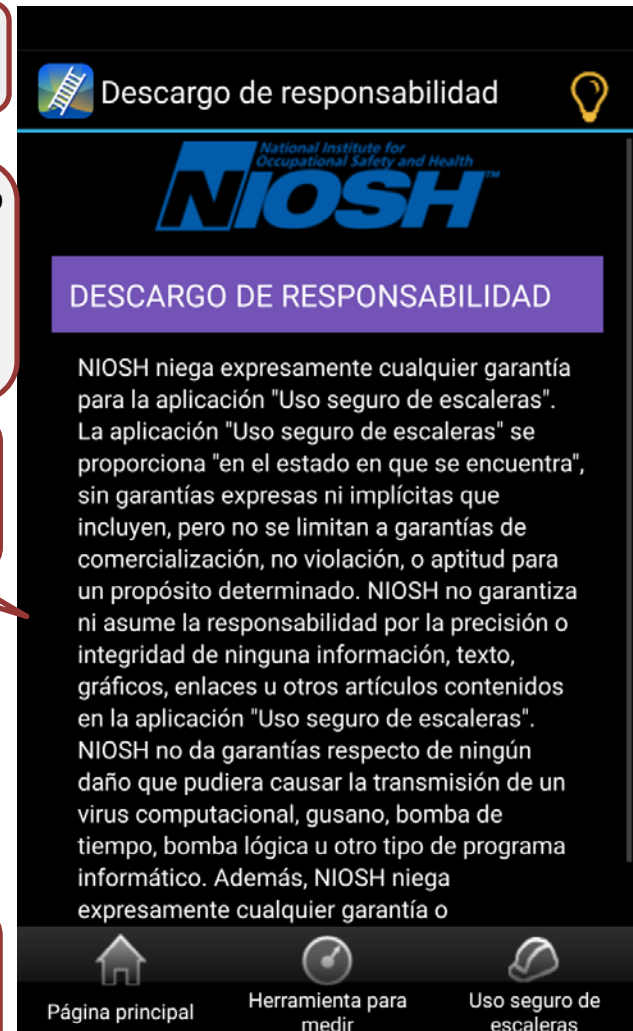 Descargo de responsabilidad
National Institute for
Occupational Safety and Health
NIOSH™
DESCARGO DE RESPONSABILIDAD
NIOSH niega expresamente cualquier garantía
para la aplicación "Uso seguro de escaleras".
La aplicación "Uso seguro de escaleras" se
proporciona "en el estado en que se encuentra",
sin garantías expresas ni implícitas que
incluyen, pero no se limitan a garantías de
comercialización, no violación, o aptitud para
un propósito determinado. NIOSH no garantiza
ni asume la responsabilidad por la precisión o
integridad de ninguna información, texto,
gráficos, enlaces u otros artículos contenidos
en la aplicación "Uso seguro de escaleras".
NIOSH no da garantías respecto de ningún
daño que pudiera causar la transmisión de un
virus computacional, gusano, bomba de
tiempo, bomba lógica u otro tipo de programa
informático. Además, NIOSH niega
expresamente cualquier garantía o
Página principal
Herramienta para
medir
Uso seguro de
escaleras